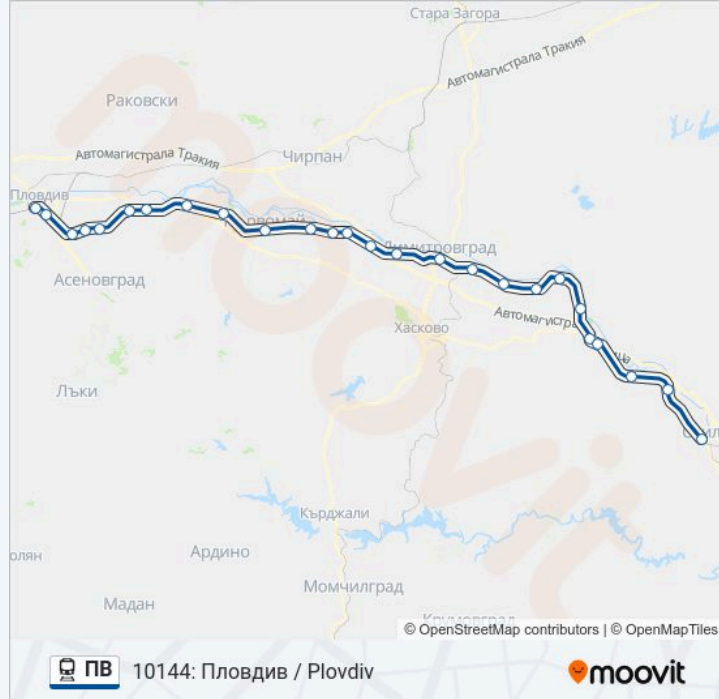 Стара Загора
Автомагистрала Тракия
Раковски
Автомагистрала Тракия
Чирпан
Пловдив
Димитровград
Асеновград
Хасково
Лъки
Кърджали
Ардино
Момчилград
Мадан
© OpenStreetMap contributors | © OpenMapTiles
ПВ 10144: Пловдив / Plovdiv
moovit